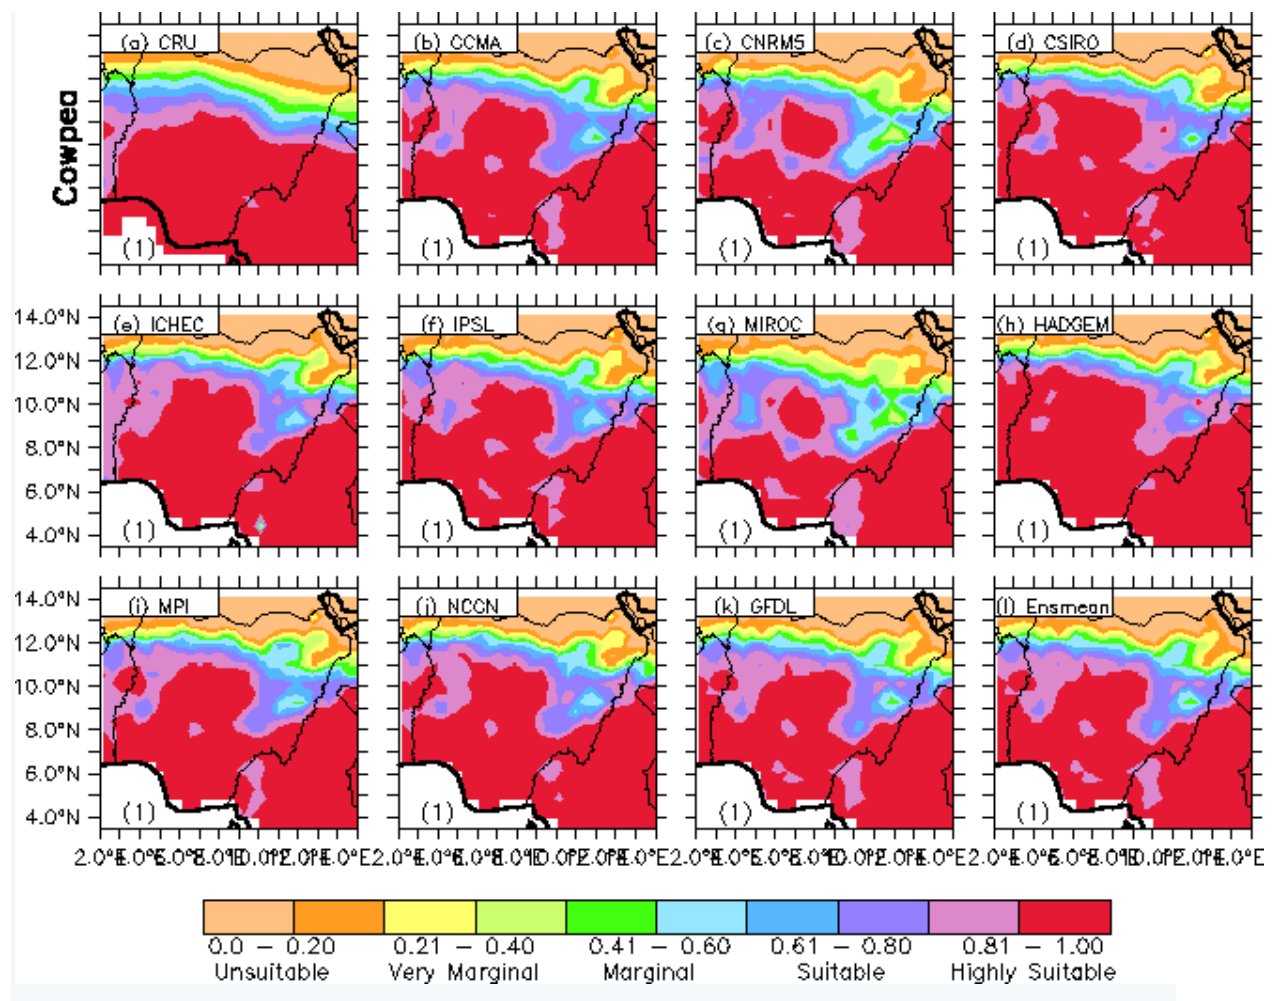 (a) CRU
(b) CCMA
(c) CNRM5
(d) CSIRO
Cowpea
(1)
(1)
(1)
(1)
14.0°N
(e) ICHEC
(f) IPSL
(g) MIROC
(h) HADGEM
12.0°N
10.0°N
8.0°N
6.0°N
4.0°N
(1)
(1)
(1)
(1)
14.0°N
(i) MPI
(j) NCCN
(k) GFDL
(l) Ensmean
12.0°N
10.0°N
8.0°N
6.0°N
4.0°N
(1)
(1)
(1)
(1)
0.0 – 0.20 0.21 – 0.40 0.41 – 0.60 0.61 – 0.80 0.81 – 1.00
Unsuitable Very Marginal Marginal Suitable Highly Suitable